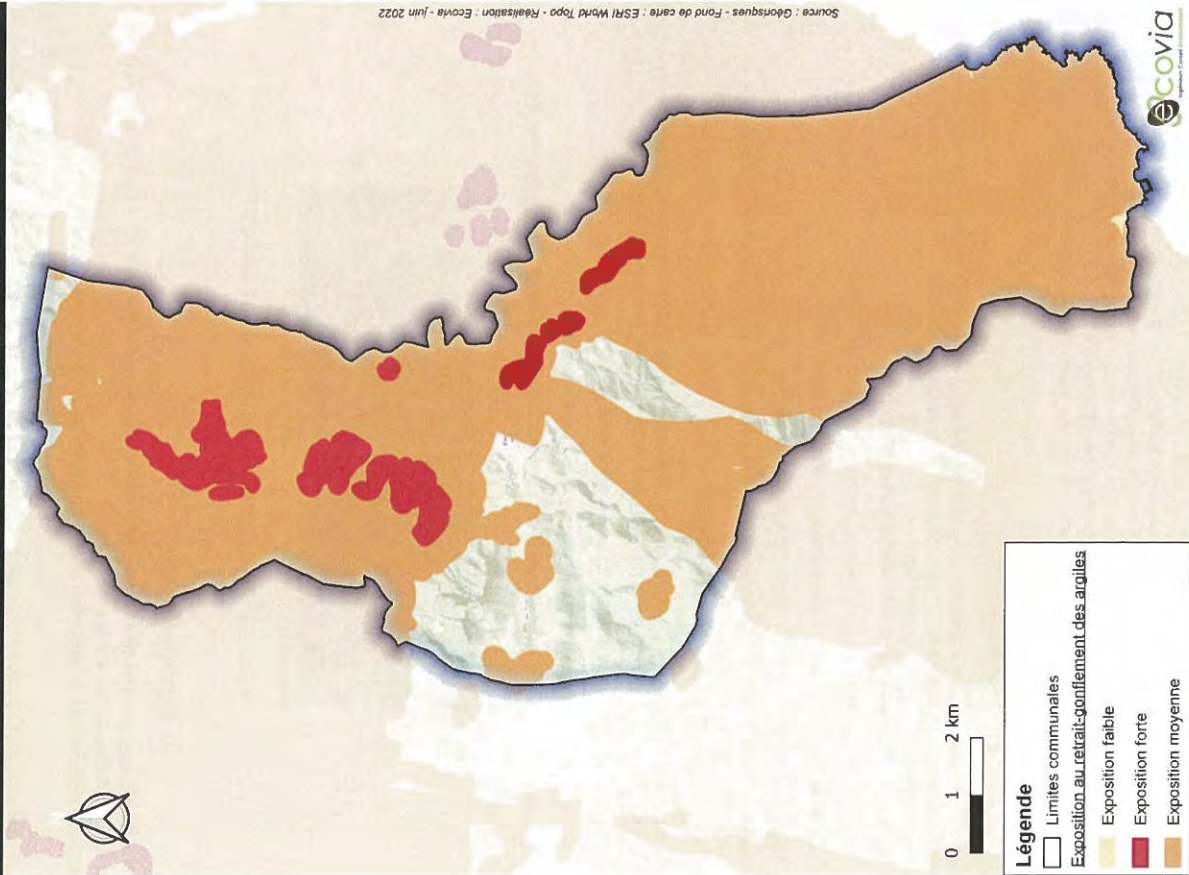 Source : Géorisques - Fond de carte : ESRI World Topo - Réalisation : Ecovia - juin 2022
0 1 2 km
Légende
Limites communales
Exposition au retrait-gonflement des argiles
Exposition faible
Exposition forte
Exposition moyenne
ecovia